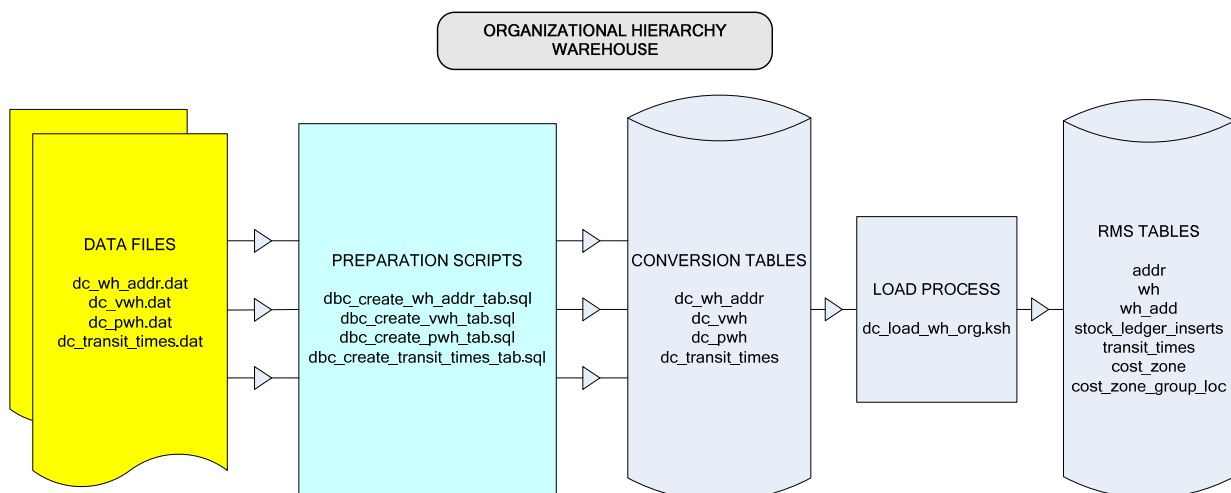 ORGANIZATIONAL HIERARCHY
WAREHOUSE
DATA FILES
dc_wh_addr.dat
dc_vwh.dat
dc_pwh.dat
dc_transit_times.dat
PREPARATION SCRIPTS
dbc_create_wh_addr_tab.sql
dbc_create_vwh_tab.sql
dbc_create_pwh_tab.sql
dbc_create_transit_times_tab.sql
CONVERSION TABLES
dc_wh_addr
dc_vwh
dc_pwh
dc_transit_times
LOAD PROCESS
dc_load_wh_org.ksh
RMS TABLES
addr
wh
wh_add
stock_ledger_inserts
transit_times
cost_zone
cost_zone_group_loc